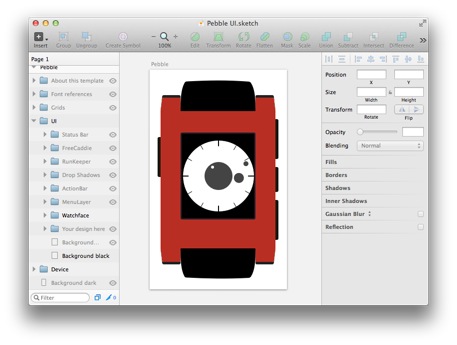 Pebble UI.sketch
Insert Group Ungroup Create Symbol 100% Edit Transform Rotate Flatten Mask Scale Union Subtract Intersect Difference
Page 1
Pebble
About this template
Font references
Grids
UI
Status Bar
FreeCaddie
RunKeeper
Drop Shadows
ActionBar
MenuLayer
Watchface
Your design here
Background...
Background black
Device
Background dark
Filter
0
Pebble
Position
X Y
Size
Width Height
Transform
Rotate Flip
Opacity
Blending Normal
Fills
Borders
Shadows
Inner Shadows
Gaussian Blur
Reflection